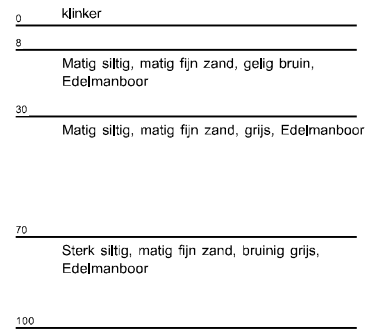 klinker
0
8
Matig siltig, matig fijn zand, gelig bruin,
Edelmanboor
30
Matig siltig, matig fijn zand, grijs, Edelmanboor
70
Sterk siltig, matig fijn zand, bruinig grijs,
Edelmanboor
100